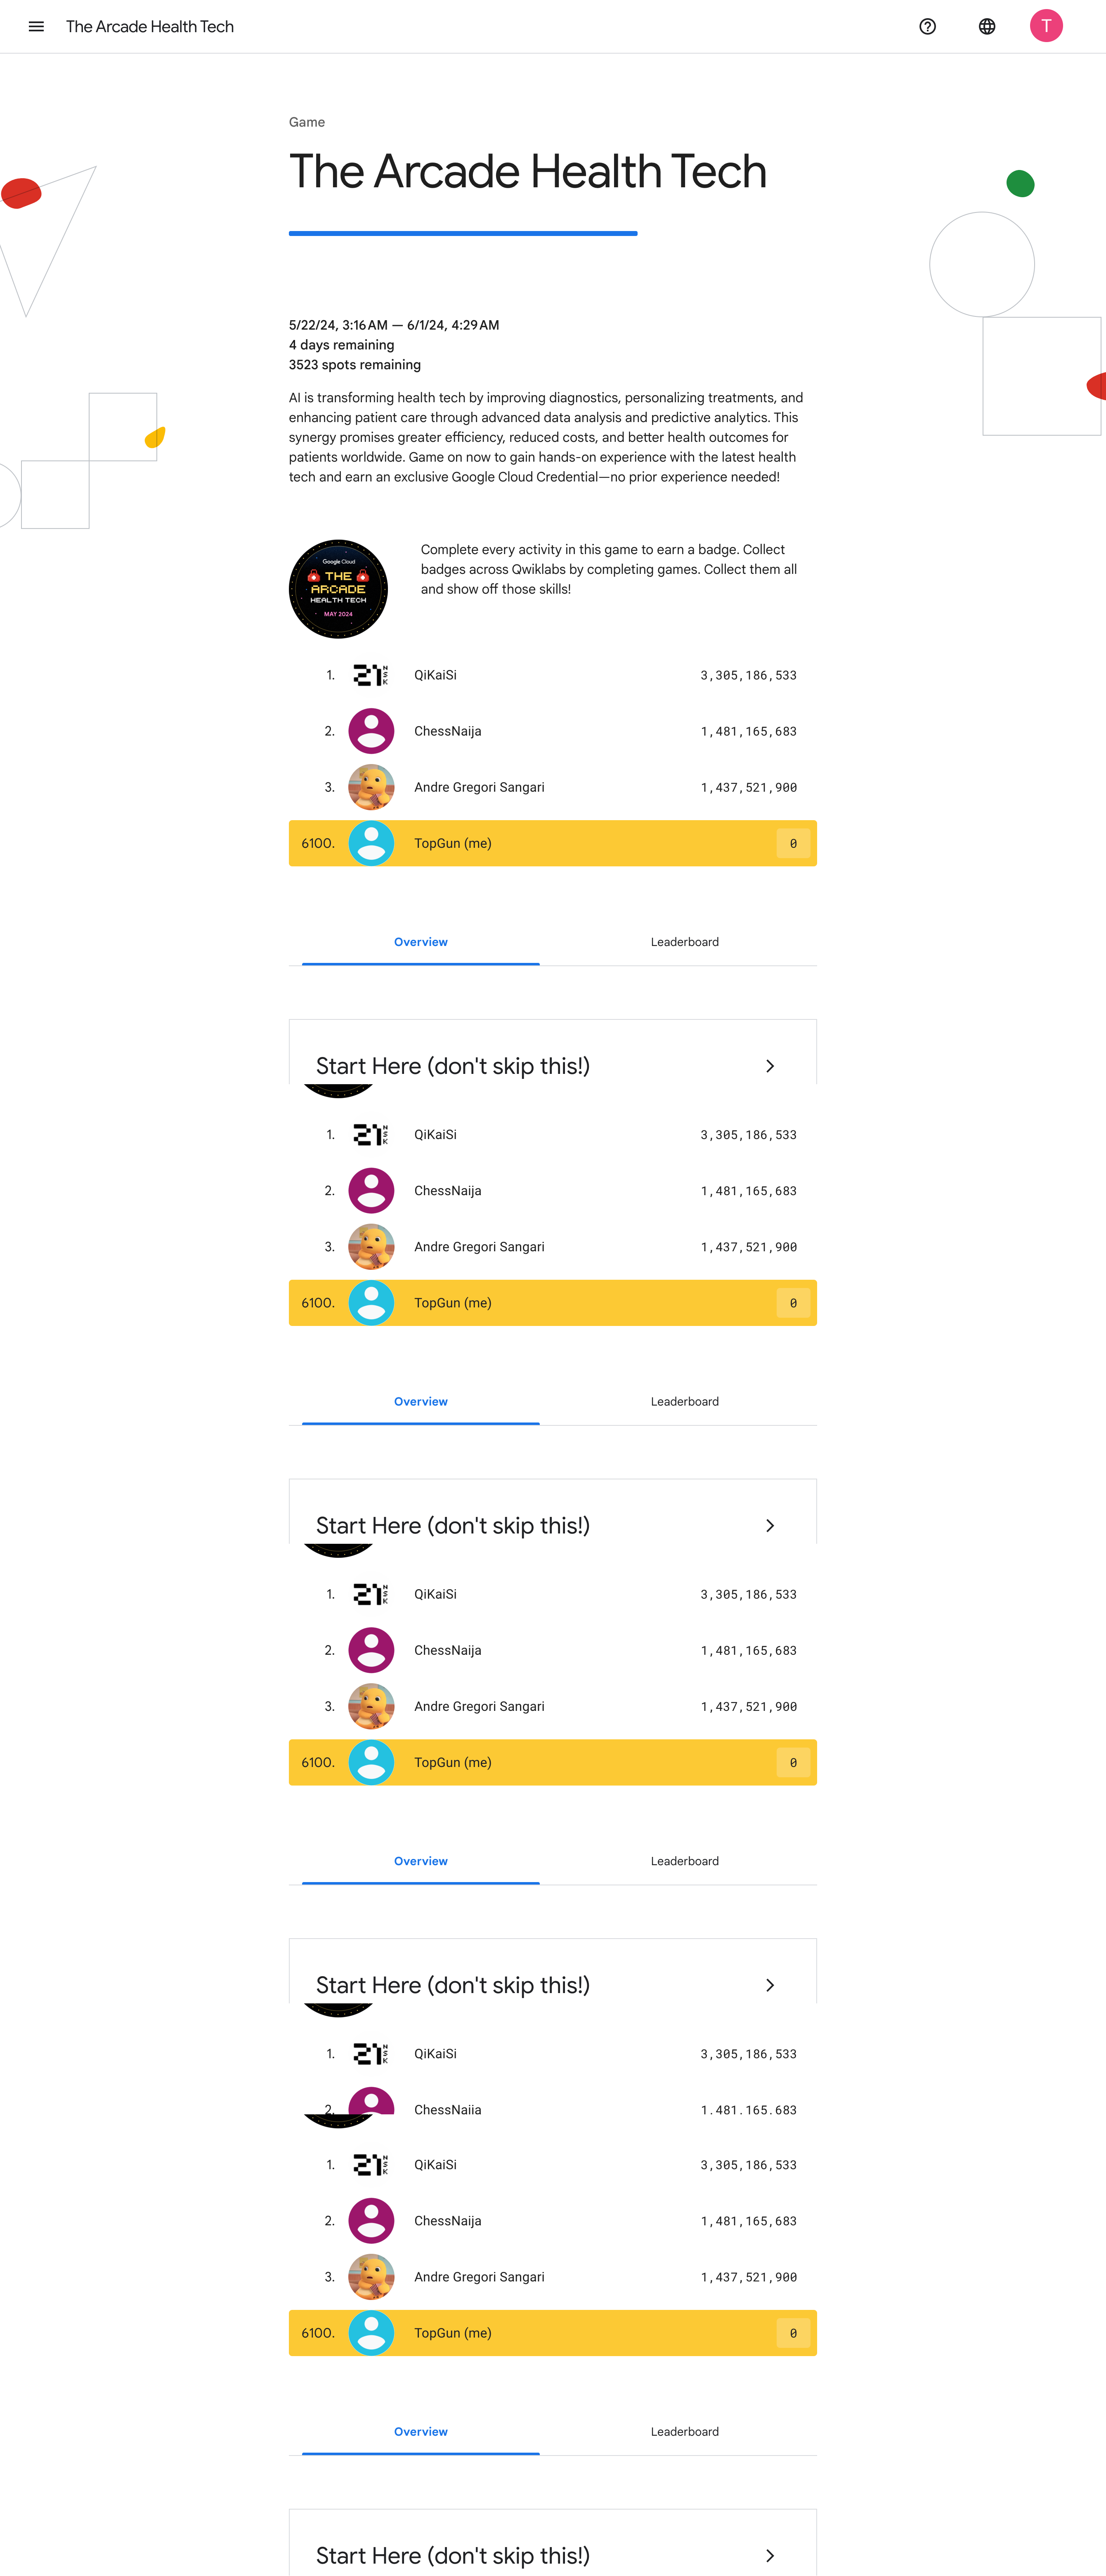 The Arcade Health Tech
T
Game
The Arcade Health Tech
5/22/24, 3:16 AM — 6/1/24, 4:29 AM
4 days remaining
3523 spots remaining
AI is transforming health tech by improving diagnostics, personalizing treatments, and
enhancing patient care through advanced data analysis and predictive analytics. This
synergy promises greater efficiency, reduced costs, and better health outcomes for
patients worldwide. Game on now to gain hands-on experience with the latest health
tech and earn an exclusive Google Cloud Credential—no prior experience needed!
Google Cloud
THE
ARCADE
HEALTH TECH
MAY 2024
Complete every activity in this game to earn a badge. Collect
badges across Qwiklabs by completing games. Collect them all
and show off those skills!
1. 21 NSK QiKaiSi 3,305,186,533
2. ChessNaija 1,481,165,683
3. Andre Gregori Sangari 1,437,521,900
6100. TopGun (me) 0
Overview Leaderboard
Start Here (don't skip this!)
1. 21 NSK QiKaiSi 3,305,186,533
2. ChessNaija 1,481,165,683
3. Andre Gregori Sangari 1,437,521,900
6100. TopGun (me) 0
Overview Leaderboard
Start Here (don't skip this!)
1. 21 NSK QiKaiSi 3,305,186,533
2. ChessNaija 1,481,165,683
3. Andre Gregori Sangari 1,437,521,900
6100. TopGun (me) 0
Overview Leaderboard
Start Here (don't skip this!)
1. 21 NSK QiKaiSi 3,305,186,533
2. ChessNaija 1,481,165,683
1. 21 NSK QiKaiSi 3,305,186,533
2. ChessNaija 1,481,165,683
3. Andre Gregori Sangari 1,437,521,900
6100. TopGun (me) 0
Overview Leaderboard
Start Here (don't skip this!)